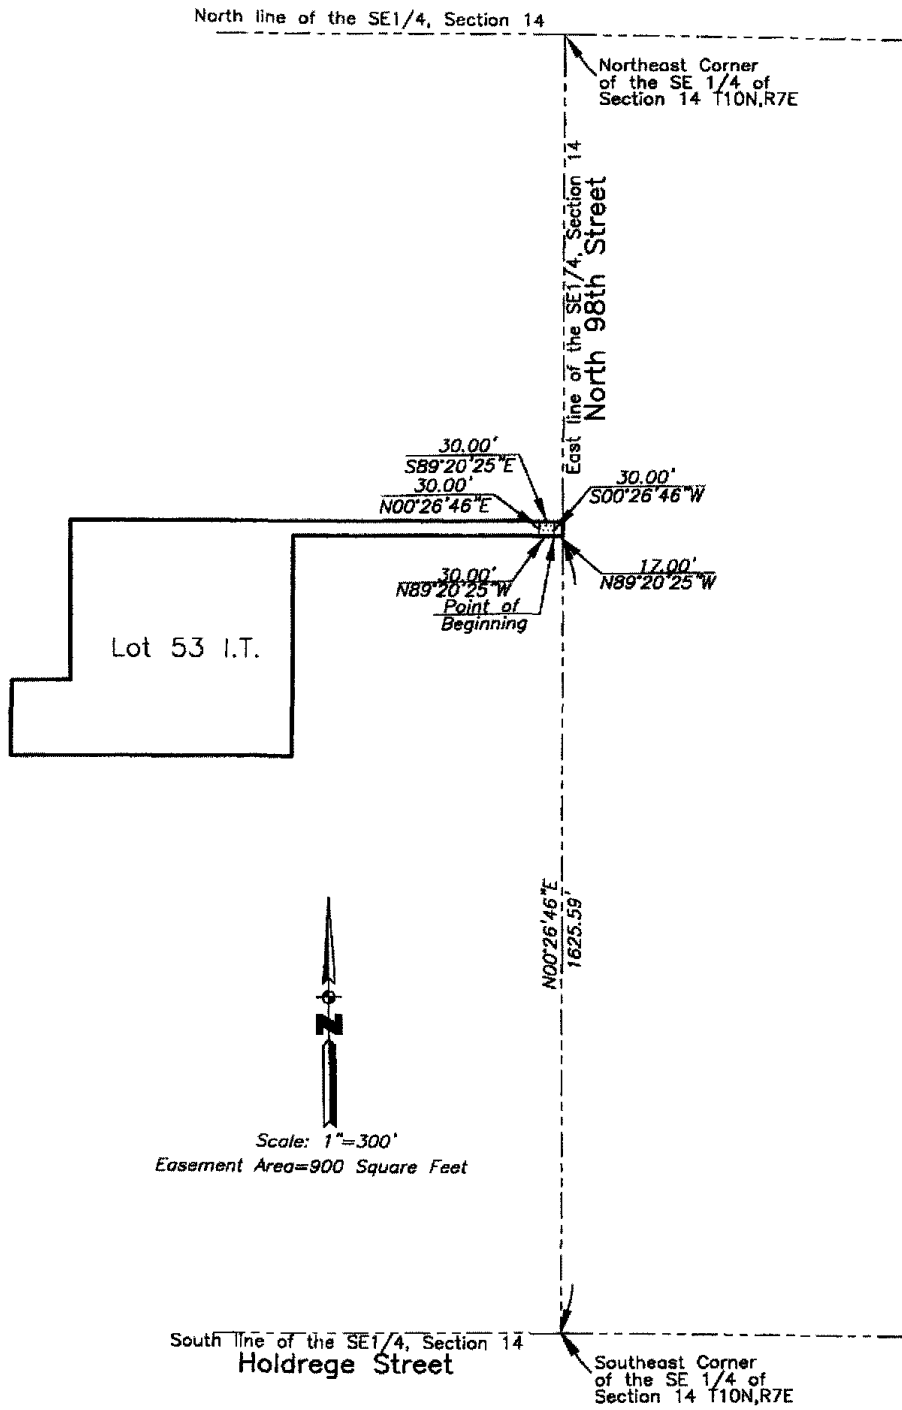 North line of the SE1/4, Section 14
Northeast Corner
of the SE 1/4 of
Section 14 T10N,R7E
East line of the SE1/4, Section 14
North 98th Street
30.00'
S89°20'25"E
30.00'
N00°26'46"E
30.00'
S00°26'46"W
30.00'
N89°20'25"W
17.00'
N89°20'25"W
Point of
Beginning
Lot 53 I.T.
N00°26'46"E
1625.59'
N
Scale: 1"=300'
Easement Area=900 Square Feet
South line of the SE1/4, Section 14
Holdrege Street
Southeast Corner
of the SE 1/4 of
Section 14 T10N,R7E